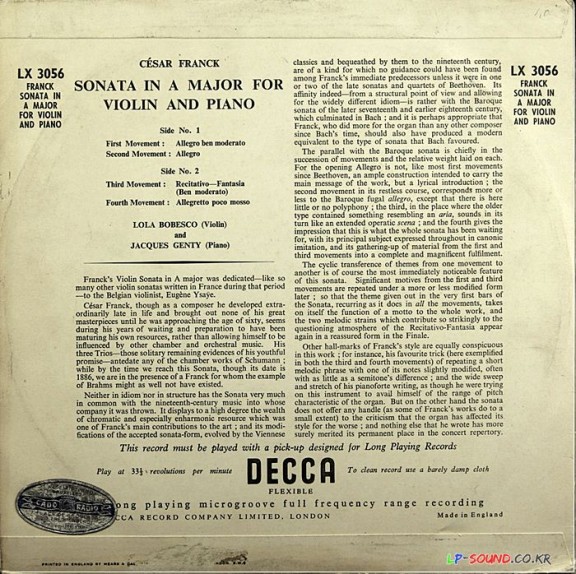 LX 3056
FRANCK
SONATA IN
A MAJOR
FOR VIOLIN
AND PIANO
CÉSAR FRANCK
SONATA IN A MAJOR FOR
VIOLIN AND PIANO
Side No. 1
First Movement : Allegro ben moderato
Second Movement : Allegro
Side No. 2
Third Movement : Recitativo—Fantasia
(Ben moderato)
Fourth Movement : Allegretto poco mosso
LOLA BOBESCO (Violin)
and
JACQUES GENTY (Piano)
Franck's Violin Sonata in A major was dedicated—like so
many other violin sonatas written in France during that period
—to the Belgian violinist, Eugène Ysaye.
César Franck, though as a composer he developed extra-
ordinarily late in life and brought out none of his great
masterpieces until he was approaching the age of sixty, seems
during his years of waiting and preparation to have been
maturing his own resources, rather than allowing himself to be
influenced by other chamber and orchestral music. His
three Trios—those solitary remaining evidences of his youthful
promise—antedate any of the chamber works of Schumann ;
while by the time we reach this Sonata, though its date is
1886, we are in the presence of a Franck for whom the example
of Brahms might as well not have existed.
Neither in idiom nor in structure has the Sonata very much
in common with the nineteenth-century music into whose
company it was thrown. It displays to a high degree the wealth
of chromatic and especially enharmonic resource which was
one of Franck's main contributions to the art ; and its modi-
fications of the accepted sonata-form, evolved by the Viennese
classics and bequeathed by them to the nineteenth century,
are of a kind for which no guidance could have been found
among Franck's immediate predecessors unless it were in one
or two of the late sonatas and quartets of Beethoven. Its
affinity indeed—from a structural point of view and allowing
for the widely different idiom—is rather with the Baroque
sonata of the later seventeenth and earlier eighteenth century,
which culminated in Bach ; and it is perhaps appropriate that
Franck, who did more for the organ than any other composer
since Bach's time, should also have produced a modern
equivalent to the type of sonata that Bach favoured.
The parallel with the Baroque sonata is chiefly in the
succession of movements and the relative weight laid on each.
For the opening Allegro is not, like most first movements
since Beethoven, an ample construction intended to carry the
main message of the work, but a lyrical introduction ; the
second movement in its restless course, corresponds more or
less to the Baroque fugal allegro, except that there is here
little or no polyphony ; the third, in the place where the older
type contained something resembling an aria, sounds in its
turn like an extended operatic scena ; and the fourth gives the
impression that this is what the whole sonata has been waiting
for, with its principal subject expressed throughout in canonic
imitation, and its gathering-up of material from the first and
third movements into a complete and magnificent fulfilment.
The cyclic transference of themes from one movement to
another is of course the most immediately noticeable feature
of this sonata. Significant motives from the first and third
movements are repeated under a more or less modified form
later ; so that the theme given out in the very first bars of
the Sonata, recurring as it does in all the movements, takes
on itself the function of a motto to the whole work, and
the two melodic strains which contribute so strikingly to the
questioning atmosphere of the Recitativo-Fantasia appear
again in a reassured form in the Finale.
Other hall-marks of Franck's style are equally conspicuous
in this work ; for instance, his favourite trick (here exemplified
in both the third and fourth movements) of repeating a short
melodic phrase with one of its notes slightly modified, often
with as little as a semitone's difference ; and the wide sweep
and stretch of his pianoforte writing, as though he were trying
on this instrument to avail himself of the range of pitch
characteristic of the organ. But on the other hand the sonata
does not offer any handle (as some of Franck's works do to a
small extent) to the criticism that the organ has affected its
style for the worse ; and nothing else that he wrote has more
surely merited its permanent place in the concert repertory.
LX 3056
FRANCK
SONATA IN
A MAJOR
FOR VIOLIN
AND PIANO
This record must be played with a pick-up designed for Long Playing Records
Play at 33⅓ revolutions per minute DECCA To clean record use a barely damp cloth
FLEXIBLE
ong playing microgroove full frequency range recording
CCA RECORD COMPANY LIMITED, LONDON Made in England
PRINTED IN ENGLAND BY
LP-SOUND.CO.KR